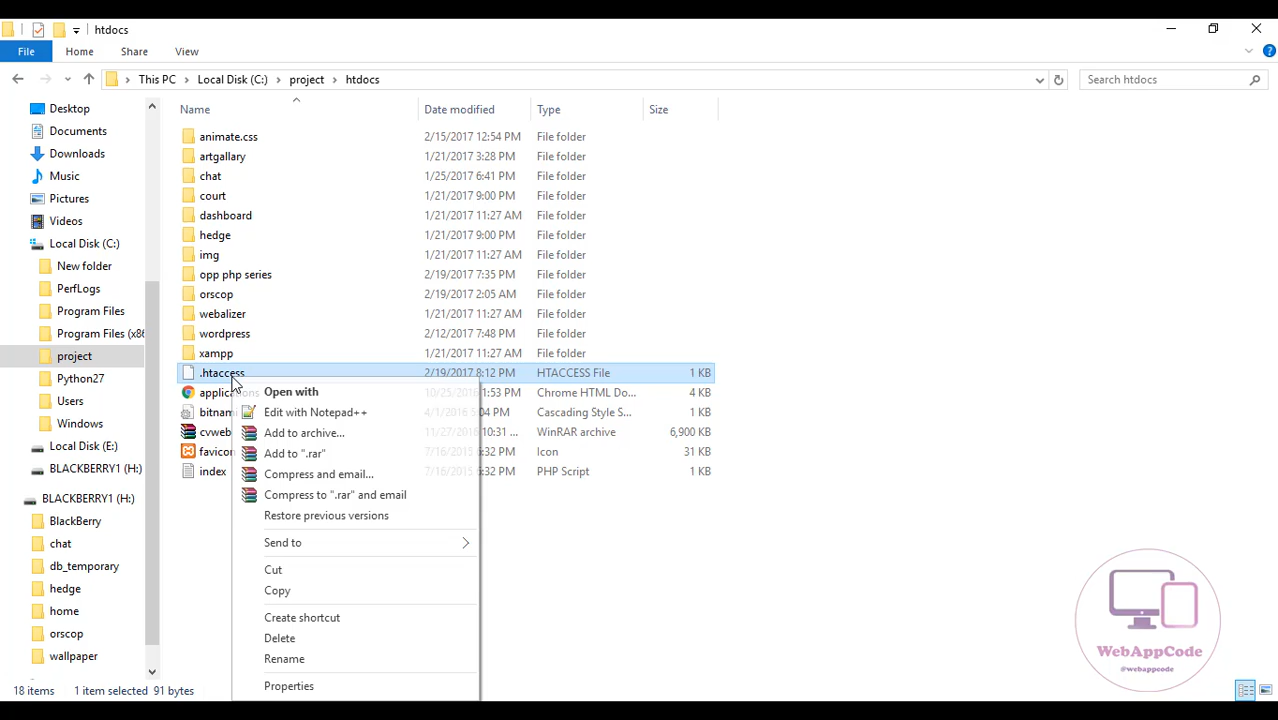 htdocs
File Home Share View
This PC Local Disk (C:) project htdocs Search htdocs
Desktop
Documents
Downloads
Music
Pictures
Videos
Local Disk (C:)
New folder
PerfLogs
Program Files
Program Files (x86
project
Python27
Users
Windows
Local Disk (E:)
BLACKBERRY1 (H:)
BLACKBERRY1 (H:)
BlackBerry
chat
db_temporary
hedge
home
orscop
wallpaper
Name Date modified Type Size
animate.css 2/15/2017 12:54 PM File folder
artgallary 1/21/2017 3:28 PM File folder
chat 1/25/2017 6:41 PM File folder
court 1/21/2017 9:00 PM File folder
dashboard 1/21/2017 11:27 AM File folder
hedge 1/21/2017 9:00 PM File folder
img 1/21/2017 11:27 AM File folder
opp php series 2/19/2017 7:35 PM File folder
orscop 2/19/2017 2:05 AM File folder
webalizer 1/21/2017 11:27 AM File folder
wordpress 2/12/2017 7:48 PM File folder
xampp 1/21/2017 11:27 AM File folder
.htaccess 2/19/2017 8:12 PM HTACCESS File 1 KB
applications 10/25/2016 1:53 PM Chrome HTML Do... 4 KB
bitnami 4/1/2016 5:04 PM Cascading Style S... 1 KB
cvweb 11/27/2016 10:31 ... WinRAR archive 6,900 KB
favicon 7/16/2015 5:32 PM Icon 31 KB
index 7/16/2015 5:32 PM PHP Script 1 KB
Open with
Edit with Notepad++
Add to archive...
Add to ".rar"
Compress and email...
Compress to ".rar" and email
Restore previous versions
Send to
Cut
Copy
Create shortcut
Delete
Rename
Properties
18 items 1 item selected 91 bytes
WebAppCode
@webappcode